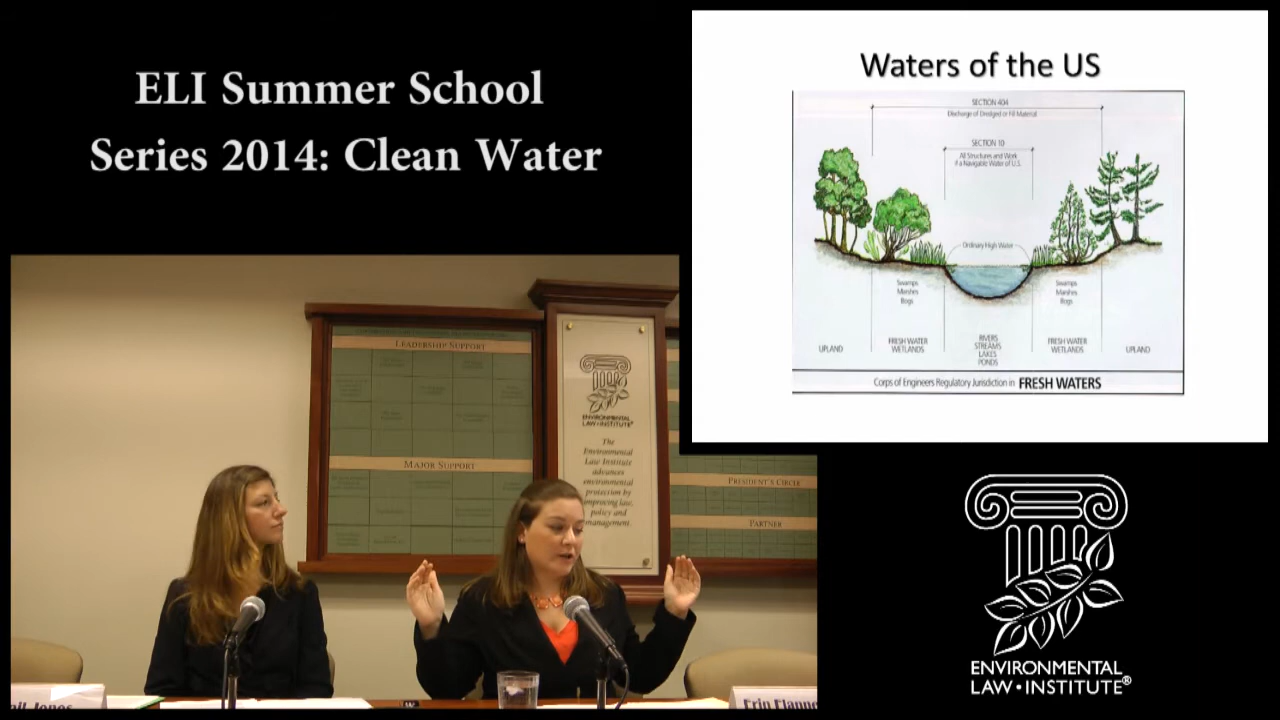 ELI Summer School
Series 2014: Clean Water
Waters of the US
SECTION 404
Discharge of Dredged or Fill Material
SECTION 10
All Structures and Work
if a Navigable Water of U.S.
Ordinary High Water
Swamps
Marshes
Bogs
Swamps
Marshes
Bogs
UPLAND
FRESH WATER
WETLANDS
RIVERS
STREAMS
LAKES
PONDS
FRESH WATER
WETLANDS
UPLAND
Corps of Engineers Regulatory Jurisdiction in FRESH WATERS
LEADERSHIP SUPPORT
MAJOR SUPPORT
ENVIRONMENTAL
LAW•INSTITUTE®
The
Environmental
Law Institute
advances
environmental
protection by
improving law,
policy and
management.
PRESIDENT'S CIRCLE
PARTNER
Jones
Erin
ENVIRONMENTAL
LAW•INSTITUTE®